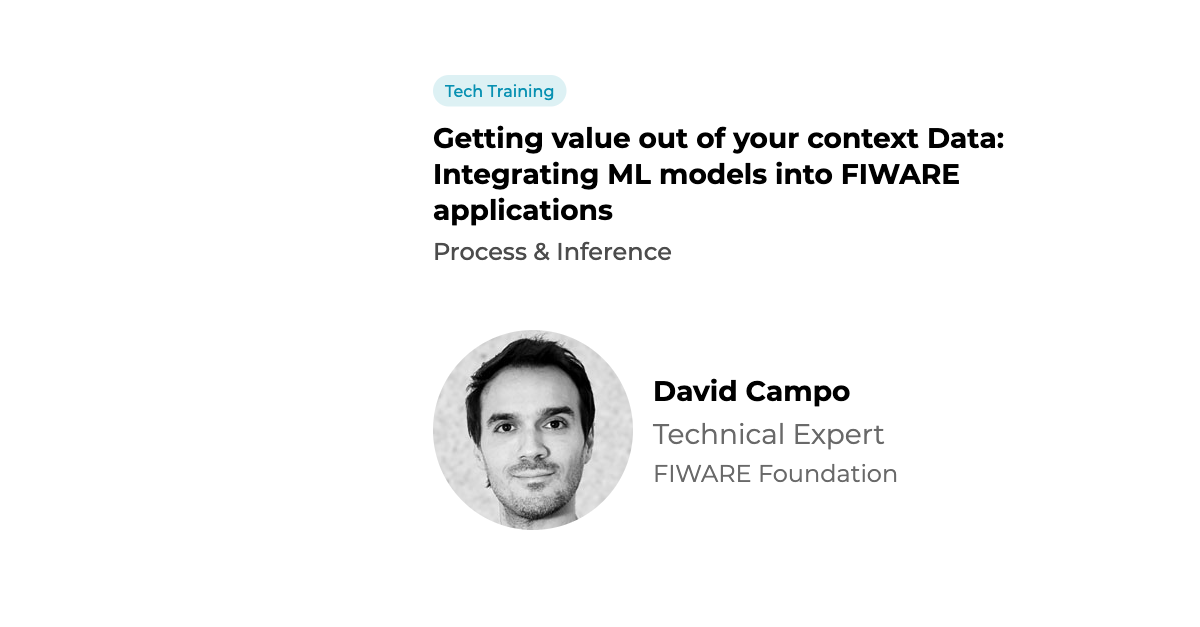 Tech Training
Getting value out of your context Data:
Integrating ML models into FIWARE
applications
Process & Inference
David Campo
Technical Expert
FIWARE Foundation